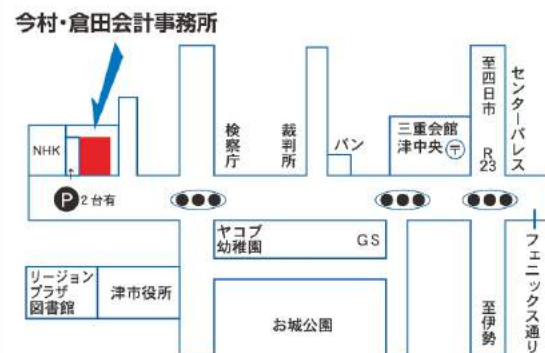 今村・倉田会計事務所
NHK
P 2台有
検察庁
裁判所
パン
三重会館
津中央〒
至四日市
R23
センターパレス
ヤコブ
幼稚園
GS
リージョン
プラザ
図書館
津市役所
お城公園
至伊勢
フェニックス通り